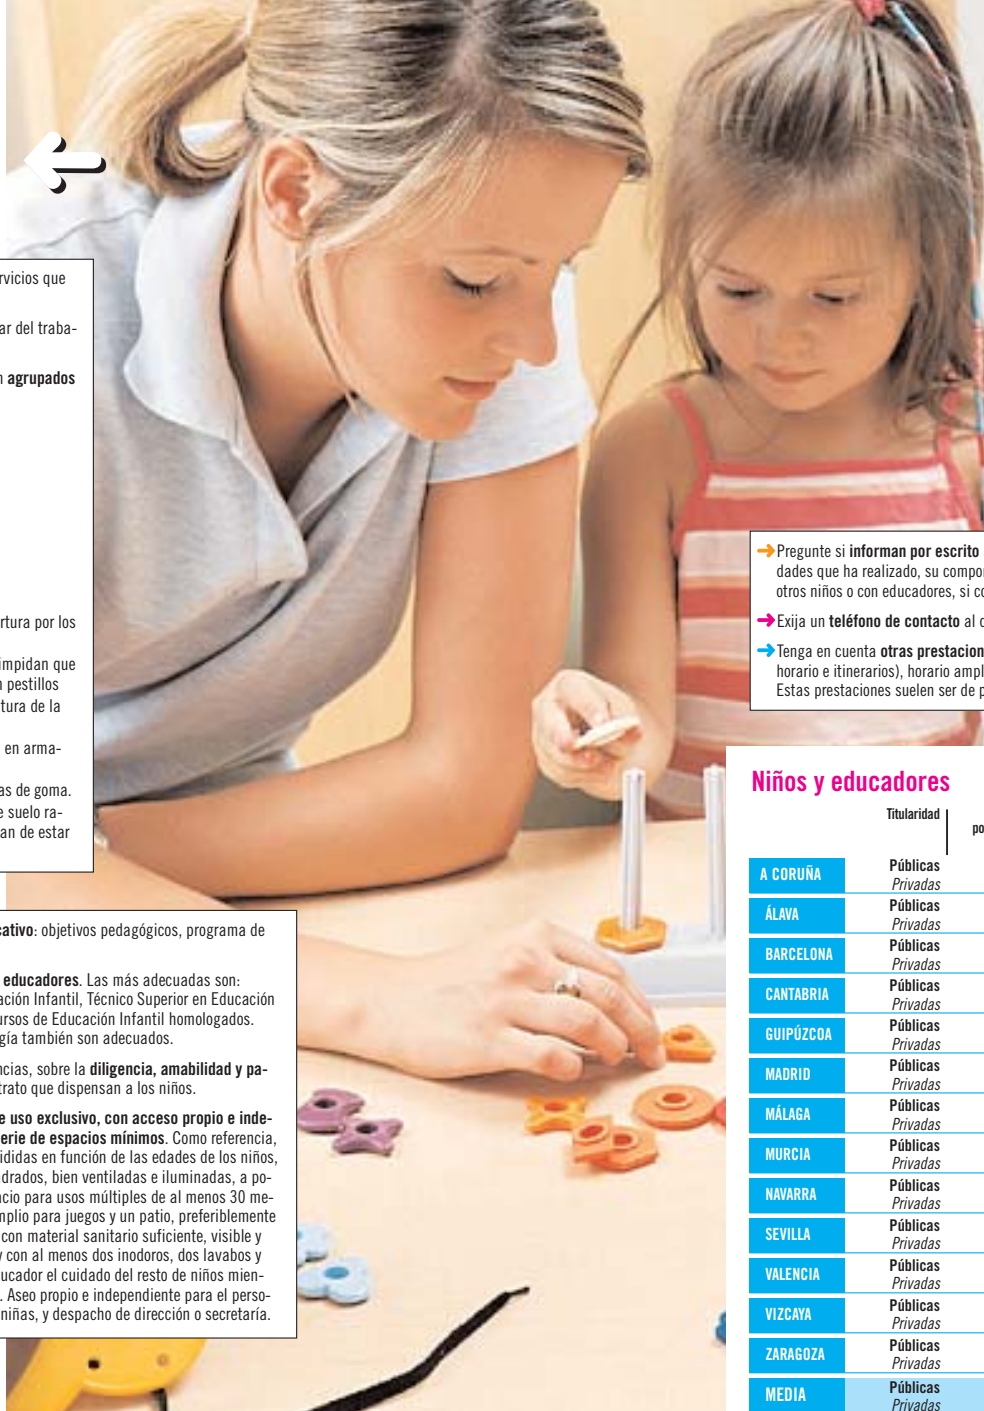 rvicios que
ar del traba-
n agrupados
rtura por los
impidan que
n pestillos
tura de la
en arma-
as de goma.
e suelo ra-
an de estar
cativo: objetivos pedagógicos, programa de
educadores. Las más adecuadas son:
ación Infantil, Técnico Superior en Educación
ursos de Educación Infantil homologados.
gía también son adecuados.
ncias, sobre la diligencia, amabilidad y pa-
trato que dispensan a los niños.
e uso exclusivo, con acceso propio e inde-
erie de espacios mínimos. Como referencia,
ididas en función de las edades de los niños,
drados, bien ventiladas e iluminadas, a po-
acio para usos múltiples de al menos 30 me-
mplio para juegos y un patio, preferiblemente
con material sanitario suficiente, visible y
y con al menos dos inodoros, dos lavabos y
ucador el cuidado del resto de niños mien-
. Aseo propio e independiente para el perso-
niñas, y despacho de dirección o secretaría.
Pregunte si informan por escrito
dades que ha realizado, su compor
otros niños o con educadores, si co
Exija un teléfono de contacto al c
Tenga en cuenta otras prestacion
horario e itinerarios), horario ampl
Estas prestaciones suelen ser de p
Niños y educadores
Titularidad
po
A CORUÑA Públicas
Privadas
ÁLAVA Públicas
Privadas
BARCELONA Públicas
Privadas
CANTABRIA Públicas
Privadas
GUIPÚZCOA Públicas
Privadas
MADRID Públicas
Privadas
MÁLAGA Públicas
Privadas
MURCIA Públicas
Privadas
NAVARRA Públicas
Privadas
SEVILLA Públicas
Privadas
VALENCIA Públicas
Privadas
VIZCAYA Públicas
Privadas
ZARAGOZA Públicas
Privadas
MEDIA Públicas
Privadas